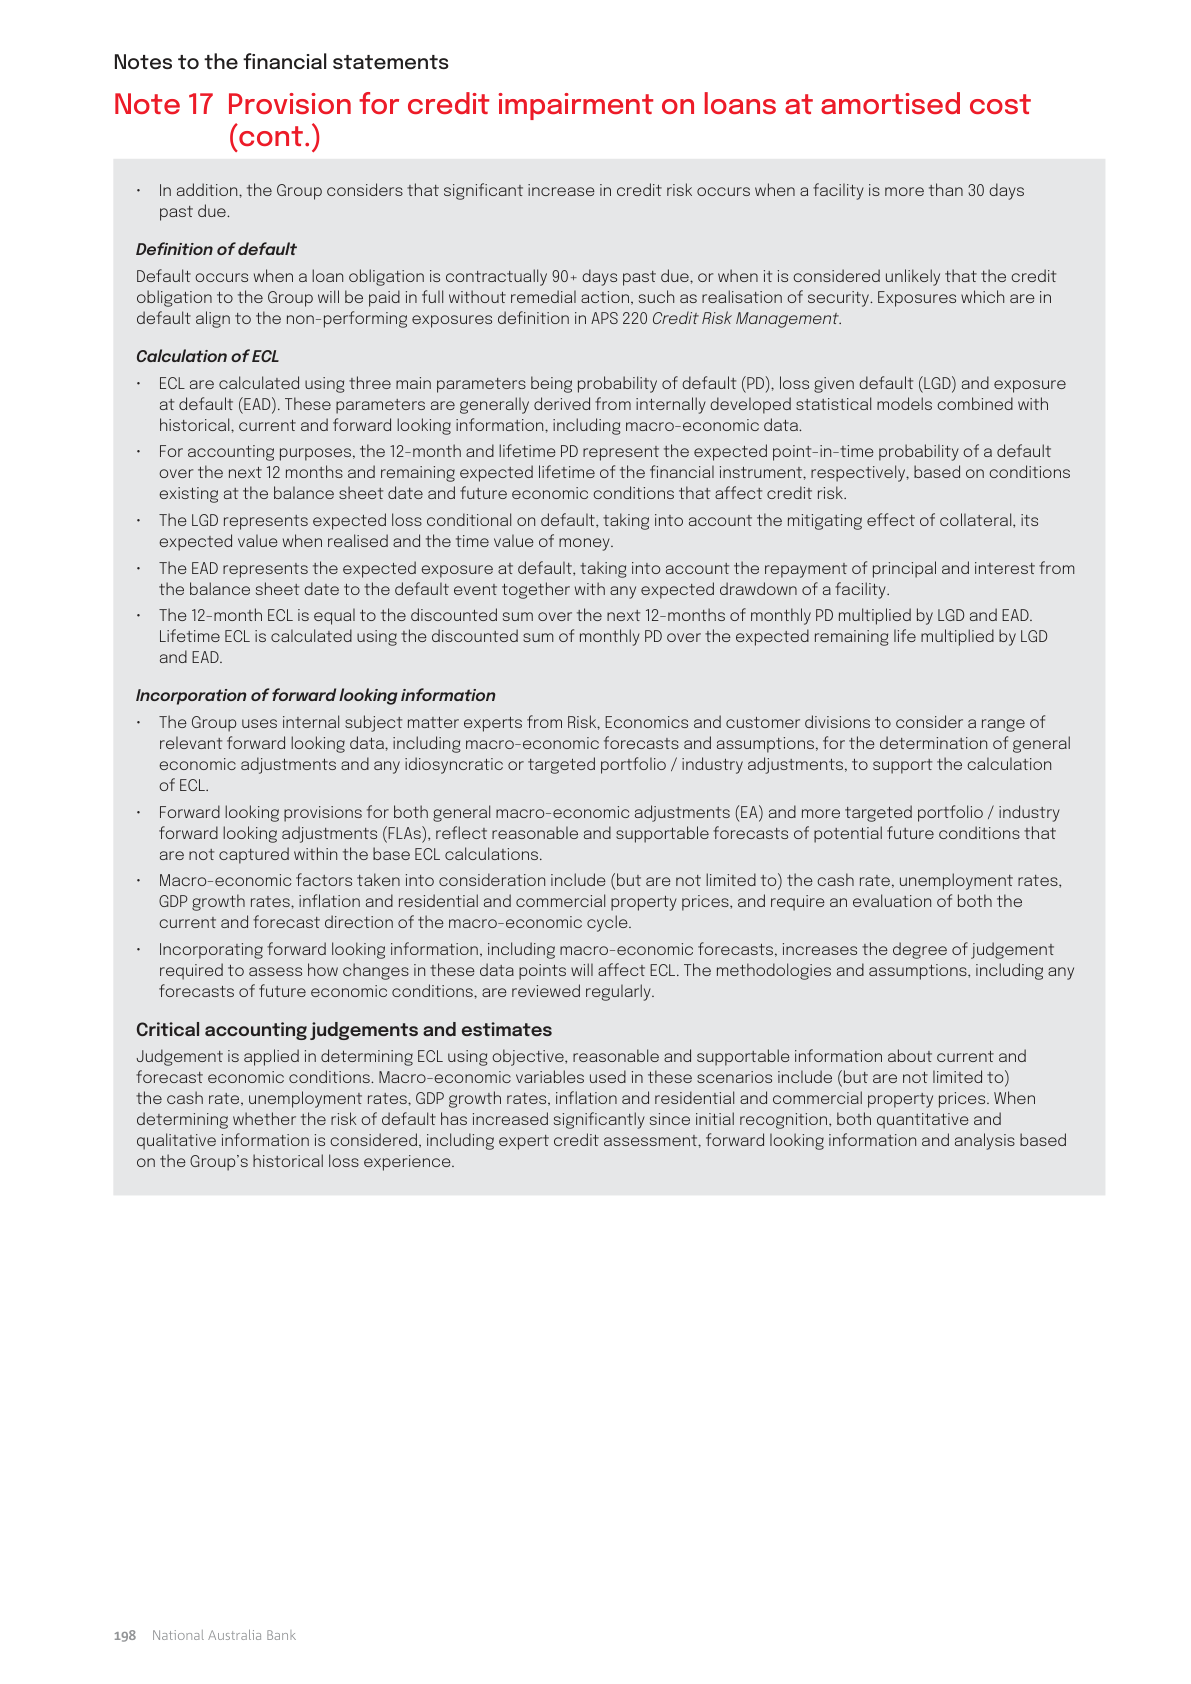 Notes to the financial statements
Note 17 Provision for credit impairment on loans at amortised cost
(cont.)
• In addition, the Group considers that significant increase in credit risk occurs when a facility is more than 30 days
past due.
Definition of default
Default occurs when a loan obligation is contractually 90+ days past due, or when it is considered unlikely that the credit
obligation to the Group will be paid in full without remedial action, such as realisation of security. Exposures which are in
default align to the non-performing exposures definition in APS 220 Credit Risk Management.
Calculation of ECL
• ECL are calculated using three main parameters being probability of default (PD), loss given default (LGD) and exposure
at default (EAD). These parameters are generally derived from internally developed statistical models combined with
historical, current and forward looking information, including macro-economic data.
• For accounting purposes, the 12-month and lifetime PD represent the expected point-in-time probability of a default
over the next 12 months and remaining expected lifetime of the financial instrument, respectively, based on conditions
existing at the balance sheet date and future economic conditions that affect credit risk.
• The LGD represents expected loss conditional on default, taking into account the mitigating effect of collateral, its
expected value when realised and the time value of money.
• The EAD represents the expected exposure at default, taking into account the repayment of principal and interest from
the balance sheet date to the default event together with any expected drawdown of a facility.
• The 12-month ECL is equal to the discounted sum over the next 12-months of monthly PD multiplied by LGD and EAD.
Lifetime ECL is calculated using the discounted sum of monthly PD over the expected remaining life multiplied by LGD
and EAD.
Incorporation of forward looking information
• The Group uses internal subject matter experts from Risk, Economics and customer divisions to consider a range of
relevant forward looking data, including macro-economic forecasts and assumptions, for the determination of general
economic adjustments and any idiosyncratic or targeted portfolio / industry adjustments, to support the calculation
of ECL.
• Forward looking provisions for both general macro-economic adjustments (EA) and more targeted portfolio / industry
forward looking adjustments (FLAs), reflect reasonable and supportable forecasts of potential future conditions that
are not captured within the base ECL calculations.
• Macro-economic factors taken into consideration include (but are not limited to) the cash rate, unemployment rates,
GDP growth rates, inflation and residential and commercial property prices, and require an evaluation of both the
current and forecast direction of the macro-economic cycle.
• Incorporating forward looking information, including macro-economic forecasts, increases the degree of judgement
required to assess how changes in these data points will affect ECL. The methodologies and assumptions, including any
forecasts of future economic conditions, are reviewed regularly.
Critical accounting judgements and estimates
Judgement is applied in determining ECL using objective, reasonable and supportable information about current and
forecast economic conditions. Macro-economic variables used in these scenarios include (but are not limited to)
the cash rate, unemployment rates, GDP growth rates, inflation and residential and commercial property prices. When
determining whether the risk of default has increased significantly since initial recognition, both quantitative and
qualitative information is considered, including expert credit assessment, forward looking information and analysis based
on the Group's historical loss experience.
198 National Australia Bank